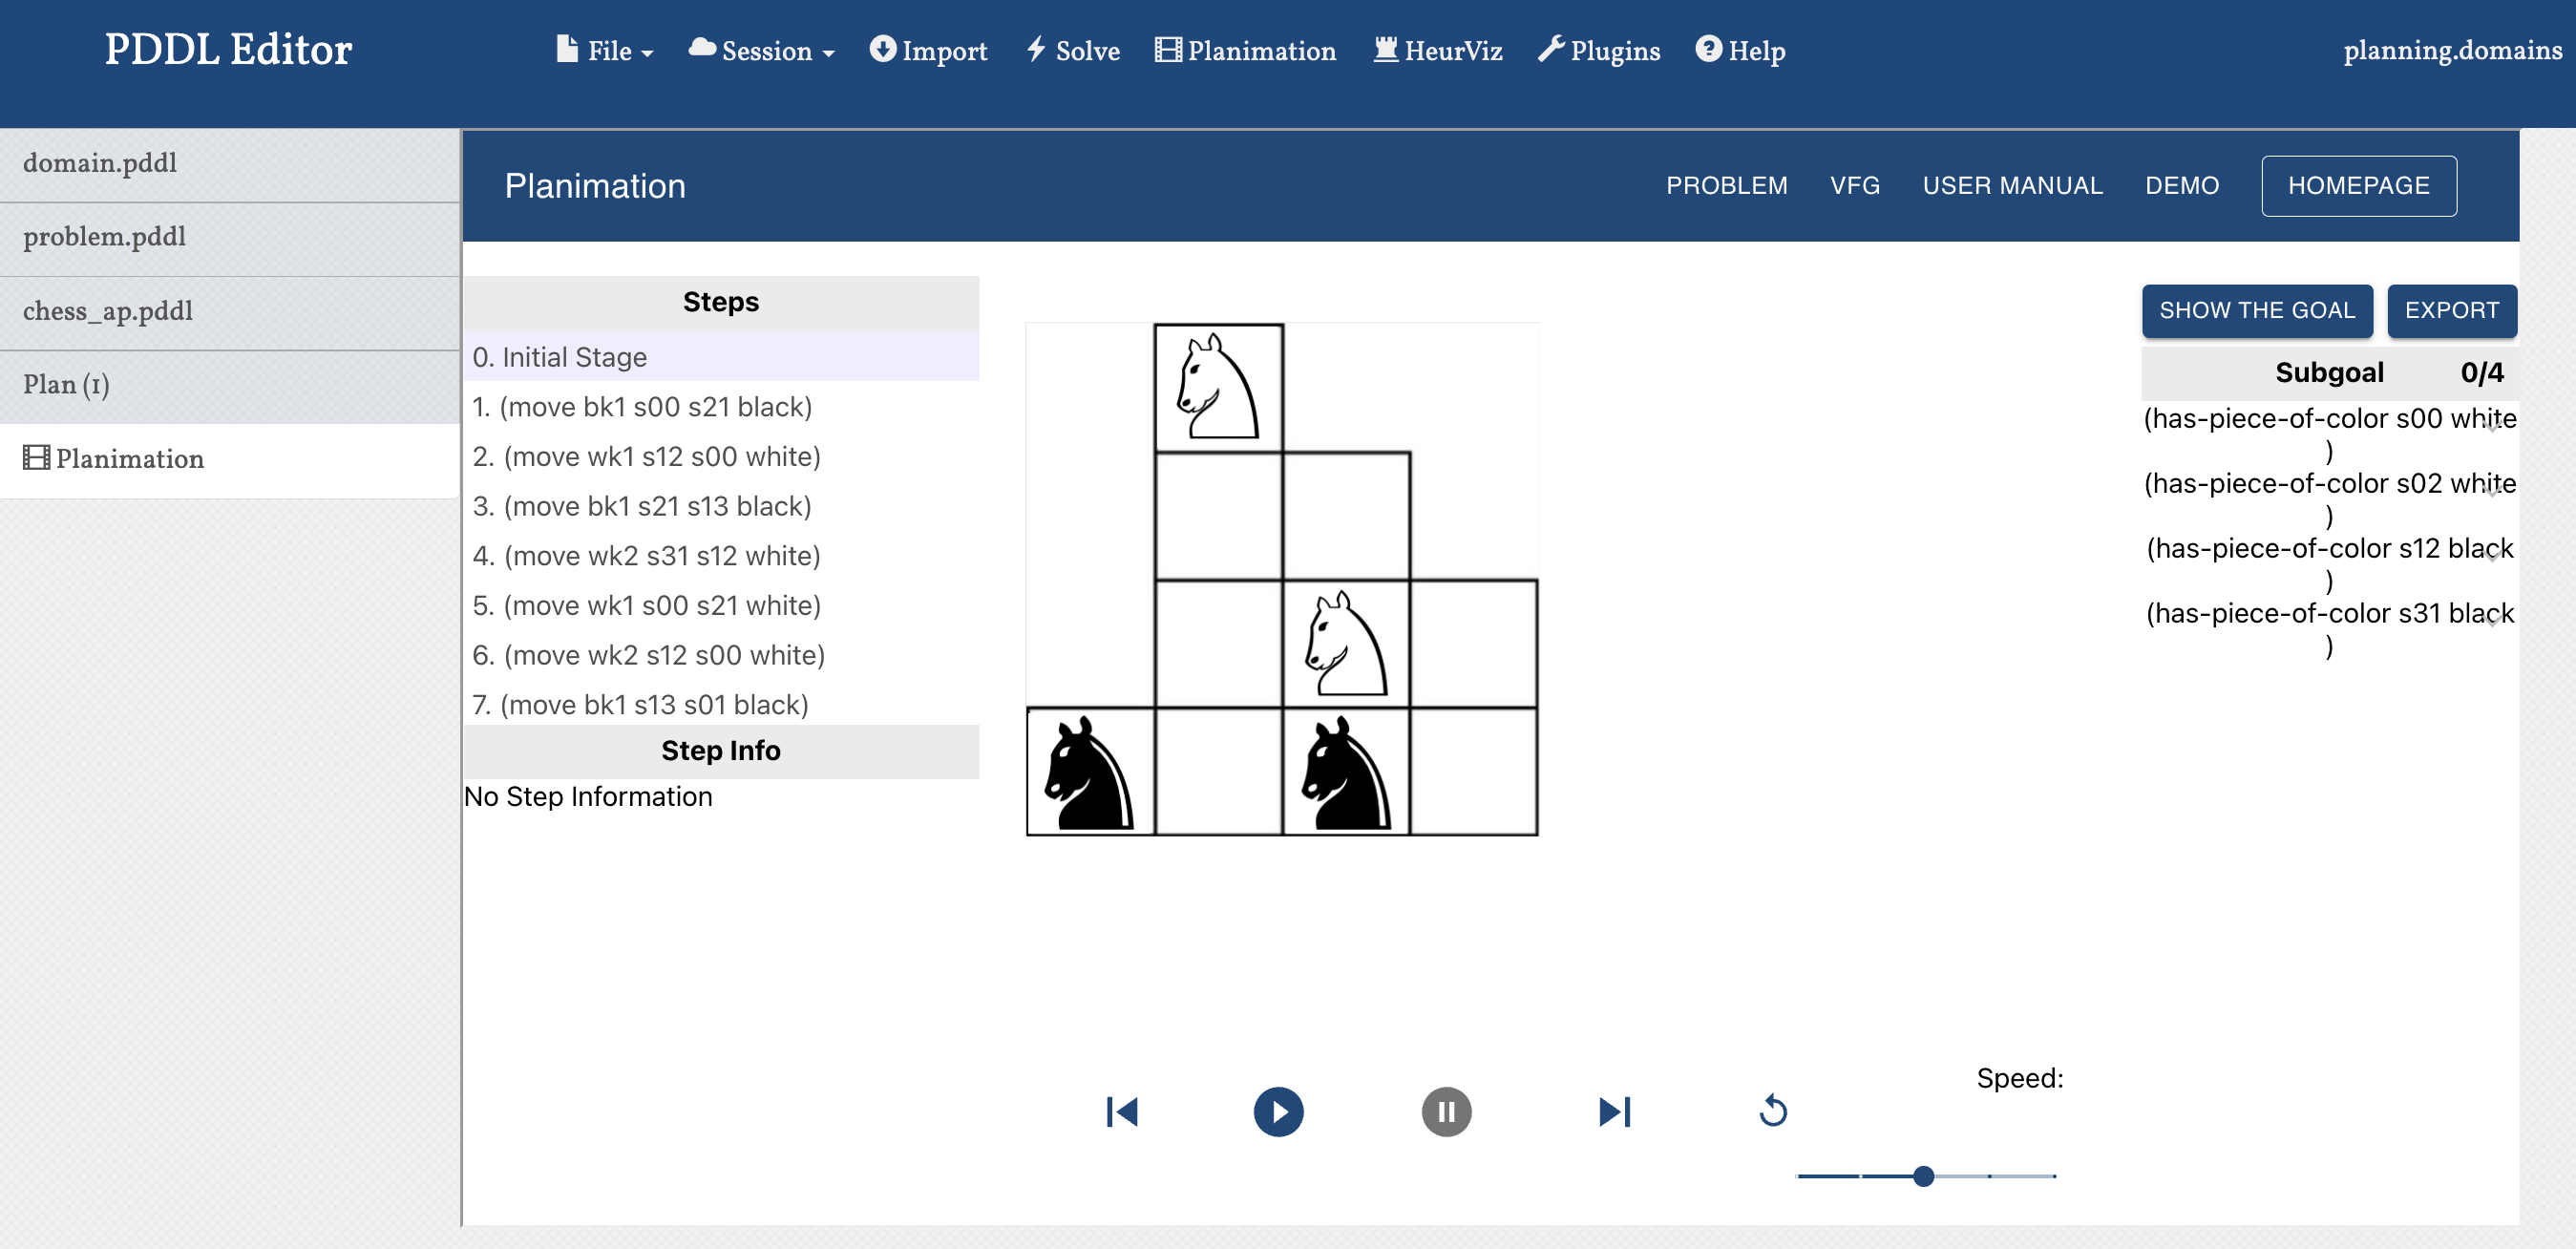 PDDL Editor
File
Session
Import
Solve
Planimation
HeurViz
Plugins
Help
planning.domains
domain.pddl
problem.pddl
chess_ap.pddl
Plan (1)
Planimation
Planimation
PROBLEM
VFG
USER MANUAL
DEMO
HOMEPAGE
Steps
0. Initial Stage
1. (move bk1 s00 s21 black)
2. (move wk1 s12 s00 white)
3. (move bk1 s21 s13 black)
4. (move wk2 s31 s12 white)
5. (move wk1 s00 s21 white)
6. (move wk2 s12 s00 white)
7. (move bk1 s13 s01 black)
Step Info
No Step Information
SHOW THE GOAL
EXPORT
Subgoal 0/4
(has-piece-of-color s00 white
)
(has-piece-of-color s02 white
)
(has-piece-of-color s12 black
)
(has-piece-of-color s31 black
)
Speed: